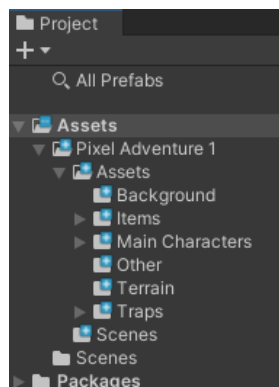 Project
All Prefabs
Assets
Pixel Adventure 1
Assets
Background
Items
Main Characters
Other
Terrain
Traps
Scenes
Scenes
Packages